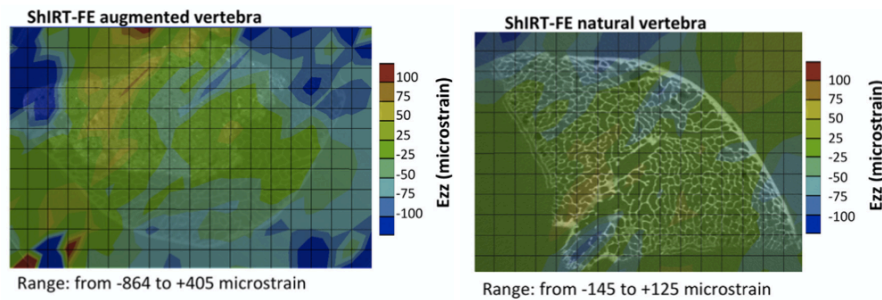 ShIRT-FE augmented vertebra
100
75
50
25
-25
-50
-75
-100
Ezz (microstrain)
Range: from -864 to +405 microstrain
ShIRT-FE natural vertebra
100
75
50
25
-25
-50
-75
-100
Ezz (microstrain)
Range: from -145 to +125 microstrain